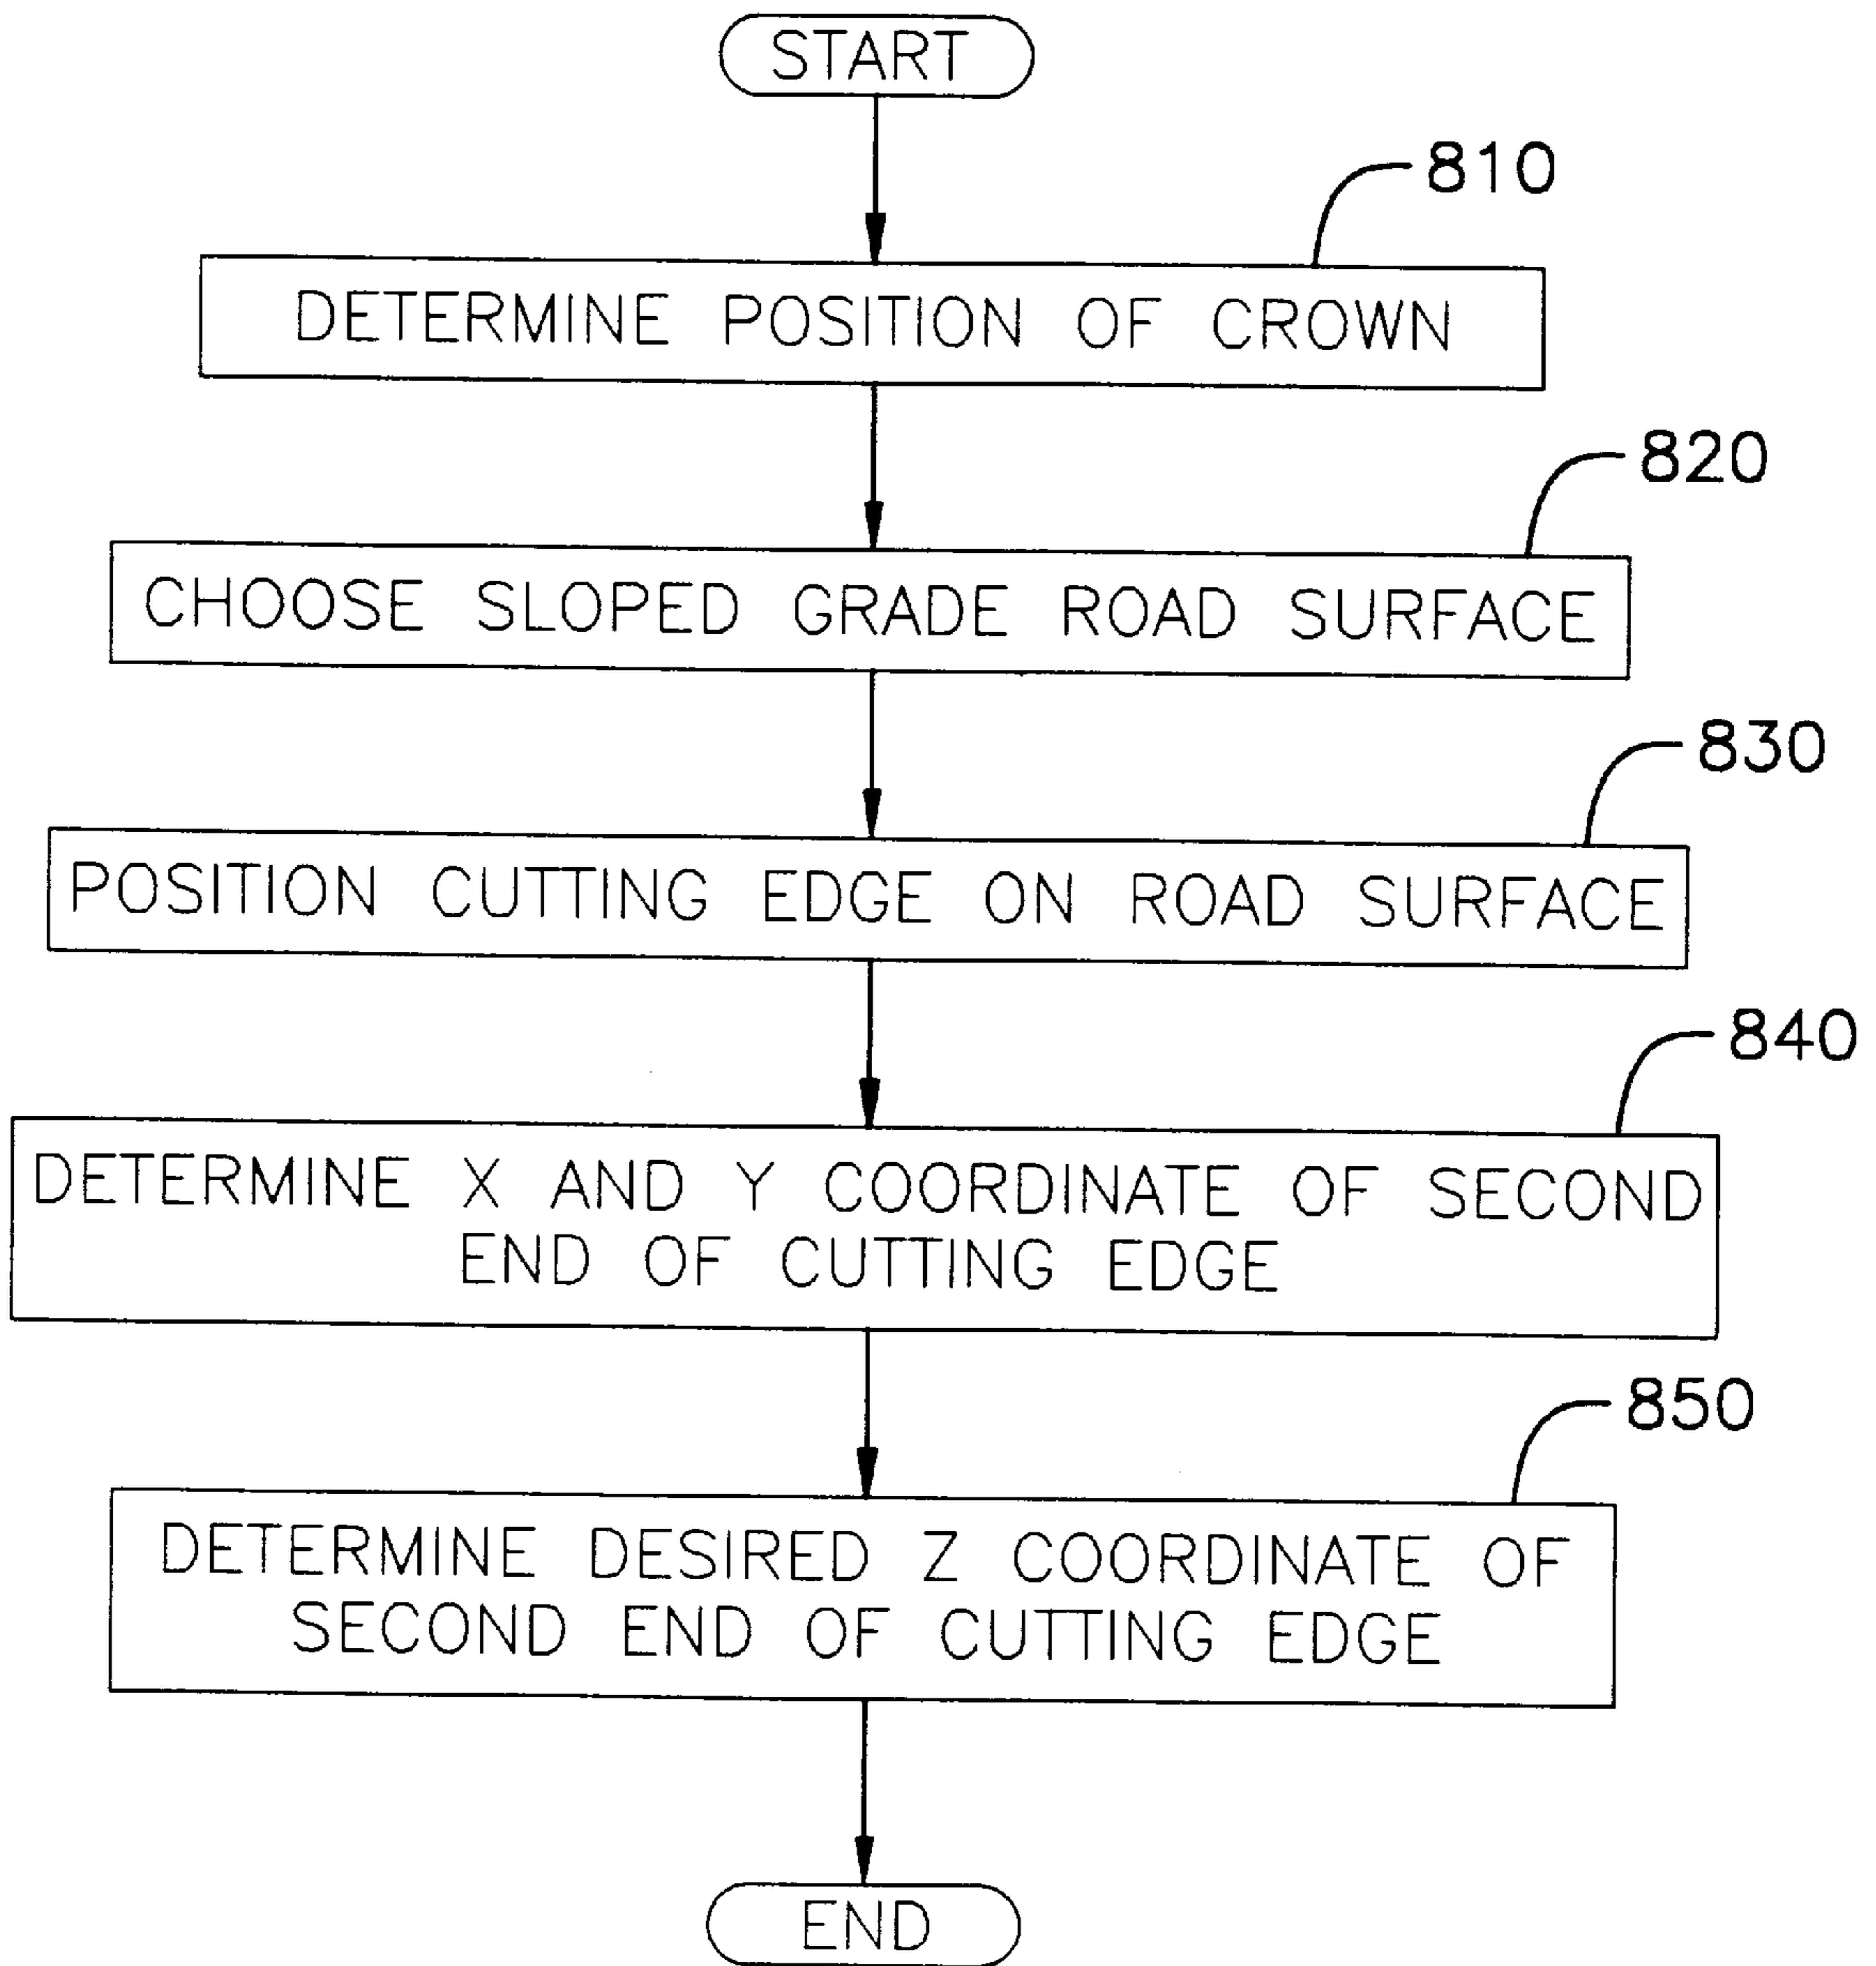 START
810
DETERMINE POSITION OF CROWN
820
CHOOSE SLOPED GRADE ROAD SURFACE
830
POSITION CUTTING EDGE ON ROAD SURFACE
840
DETERMINE X AND Y COORDINATE OF SECOND
END OF CUTTING EDGE
850
DETERMINE DESIRED Z COORDINATE OF
SECOND END OF CUTTING EDGE
END